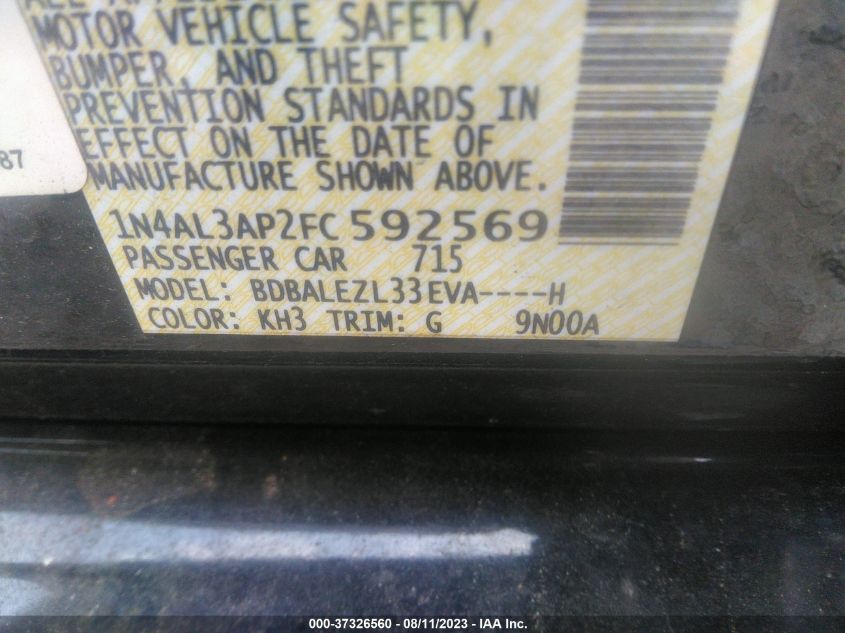 MOTOR VEHICLE SAFETY,
BUMPER, AND THEFT
PREVENTION STANDARDS IN
EFFECT ON THE DATE OF
MANUFACTURE SHOWN ABOVE.
87
1N4AL3AP2FC592569
PASSENGER CAR 715
MODEL: BDBALEZL33EVA----H
COLOR: KH3 TRIM: G 9N00A
000-37326560 - 08/11/2023 - IAA Inc.